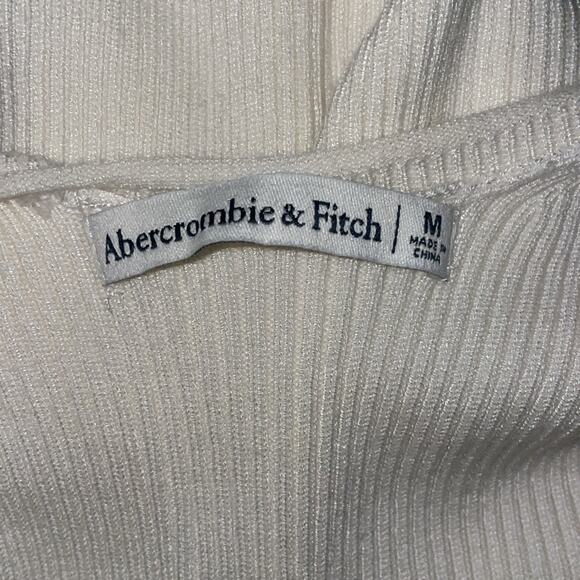 Abercrombie & Fitch | M
MADE IN
CHINA